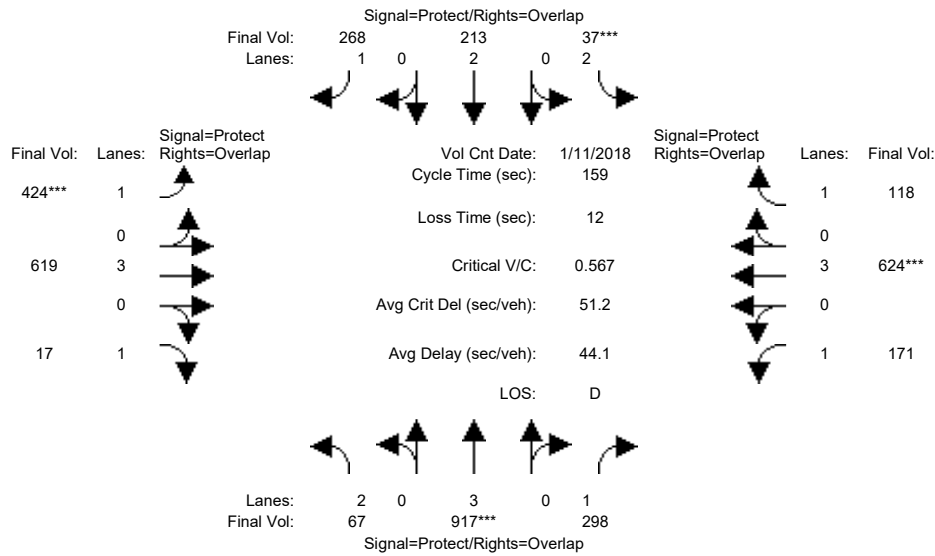 Signal=Protect/Rights=Overlap
Final Vol: 268 213 37***
Lanes: 1 0 2 0 2
Signal=Protect
Final Vol: Lanes: Rights=Overlap
Vol Cnt Date: 1/11/2018
Signal=Protect
Rights=Overlap Lanes: Final Vol:
Cycle Time (sec): 159
424*** 1
1 118
Loss Time (sec): 12
0
0
619 3
Critical V/C: 0.567
3 624***
0
Avg Crit Del (sec/veh): 51.2
0
17 1
Avg Delay (sec/veh): 44.1
1 171
LOS: D
Lanes: 2 0 3 0 1
Final Vol: 67 917*** 298
Signal=Protect/Rights=Overlap